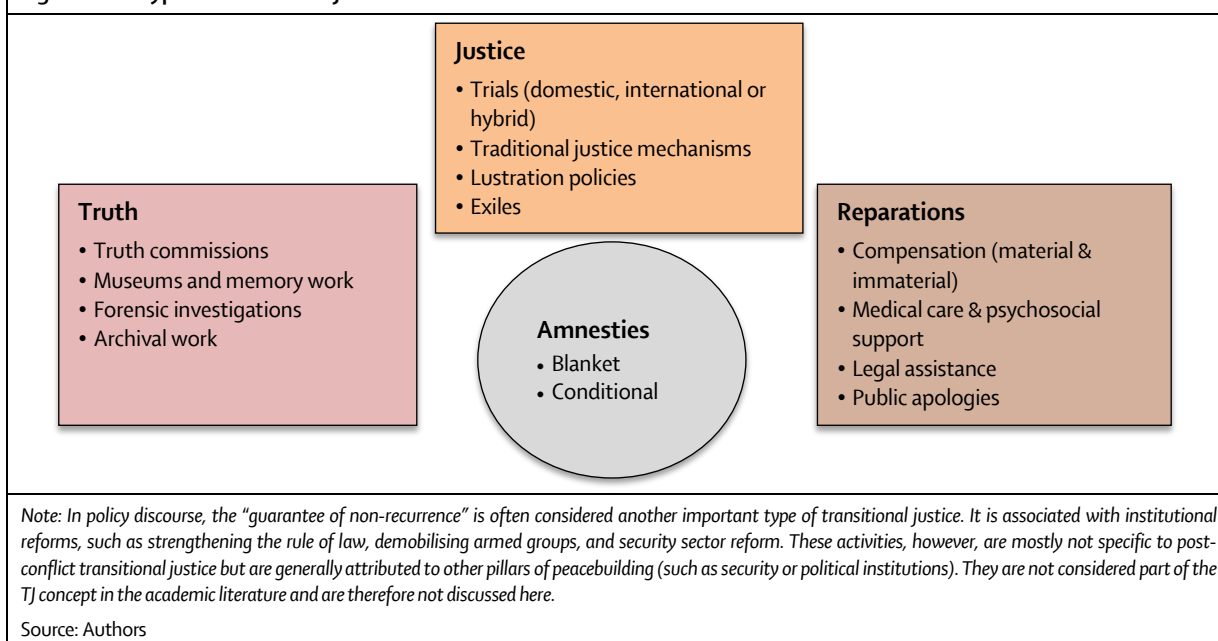 Justice
• Trials (domestic, international or
hybrid)
• Traditional justice mechanisms
• Lustration policies
• Exiles
Truth
• Truth commissions
• Museums and memory work
• Forensic investigations
• Archival work
Reparations
• Compensation (material &
immaterial)
• Medical care & psychosocial
support
• Legal assistance
• Public apologies
Amnesties
• Blanket
• Conditional
Note: In policy discourse, the “guarantee of non-recurrence” is often considered another important type of transitional justice. It is associated with institutional
reforms, such as strengthening the rule of law, demobilising armed groups, and security sector reform. These activities, however, are mostly not specific to post-
conflict transitional justice but are generally attributed to other pillars of peacebuilding (such as security or political institutions). They are not considered part of the
TJ concept in the academic literature and are therefore not discussed here.
Source: Authors